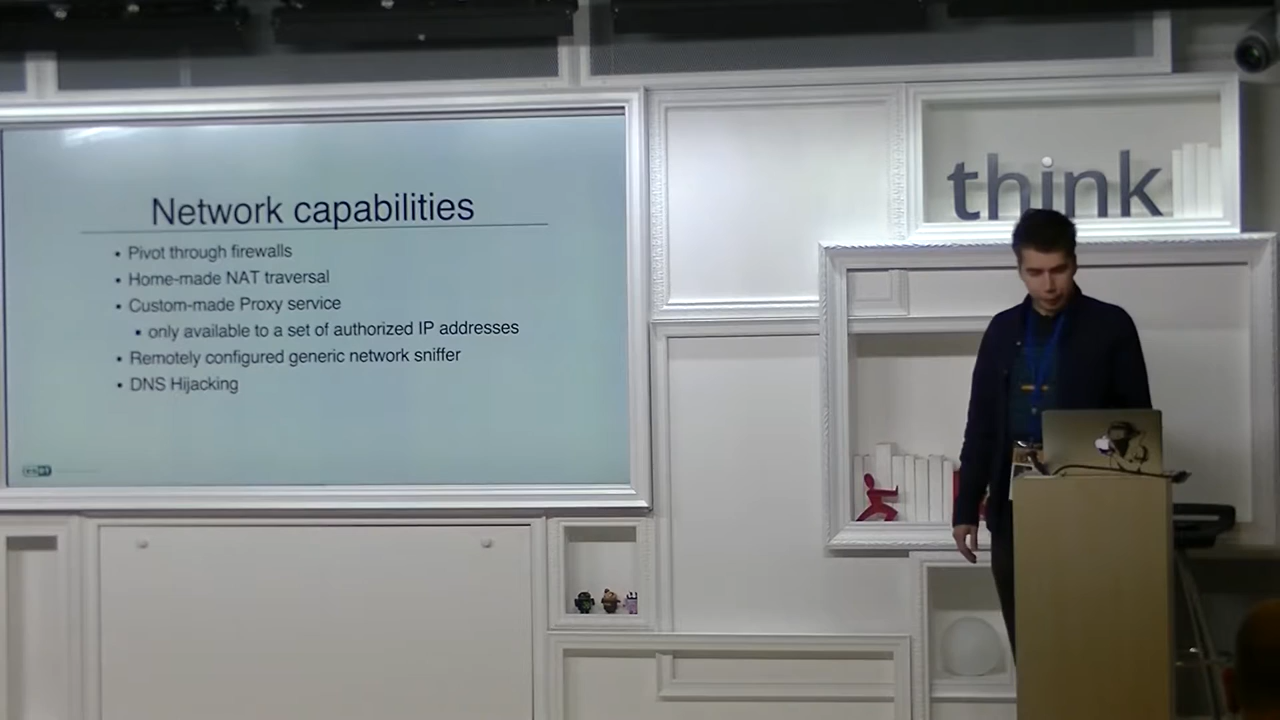 think
Network capabilities
• Pivot through firewalls
• Home-made NAT traversal
• Custom-made Proxy service
▪ only available to a set of authorized IP addresses
• Remotely configured generic network sniffer
• DNS Hijacking
eset